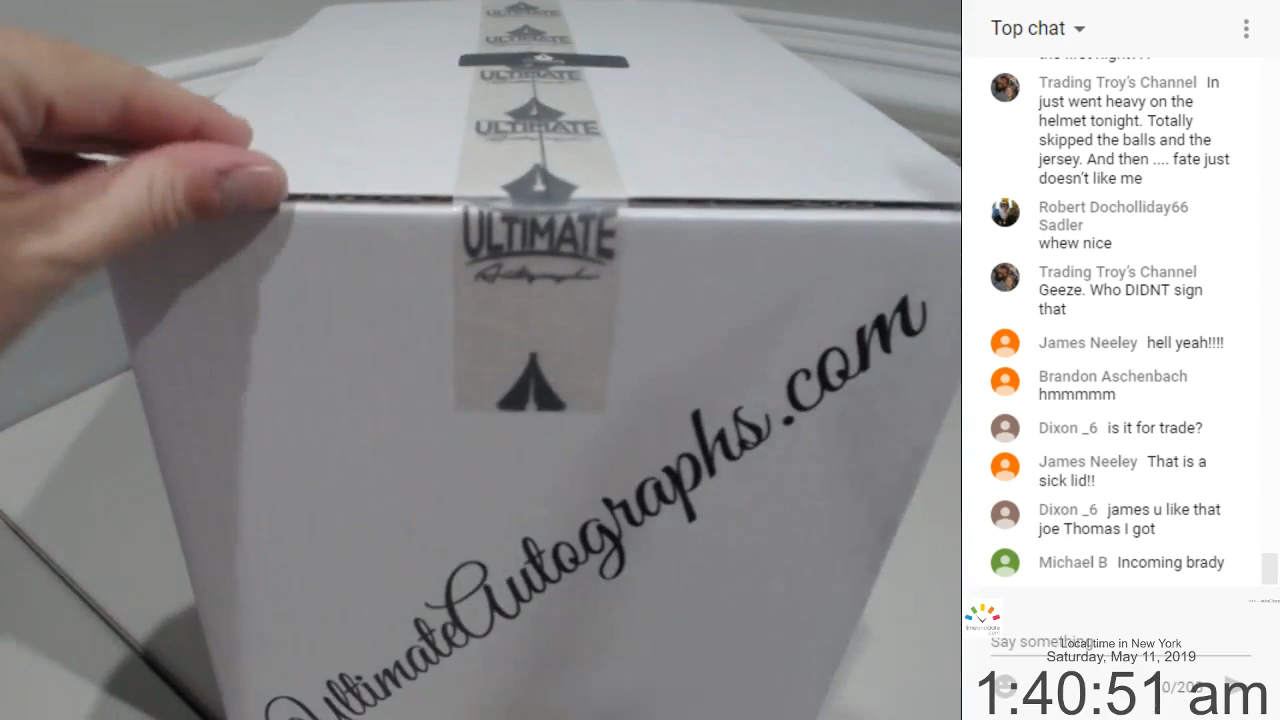 ULTIMATE
ULTIMATE
ULTIMATE
ULTIMATE
ULTIMATE
Autographs
UltimateAutographs.com
Top chat
Trading Troy's Channel In
just went heavy on the
helmet tonight. Totally
skipped the balls and the
jersey. And then .... fate just
doesn't like me
Robert Docholliday66
Sadler
whew nice
Trading Troy's Channel
Geeze. Who DIDNT sign
that
James Neeley hell yeah!!!!
Brandon Aschenbach
hmmmmm
Dixon _6 is it for trade?
James Neeley That is a
sick lid!!
Dixon _6 james u like that
joe Thomas I got
Michael B Incoming brady
Say something...
Local time in New York
Saturday, May 11, 2019
1:40:51 am